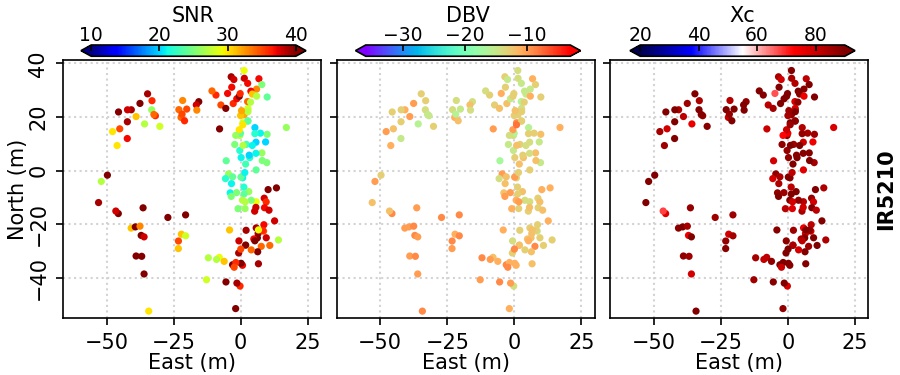 SNR DBV Xc
10 20 30 40 −30 −20 −10 20 40 60 80
40
20
0
−20
−40
North (m)
IR5210
−50 −25 0 25 −50 −25 0 25 −50 −25 0 25
East (m) East (m) East (m)